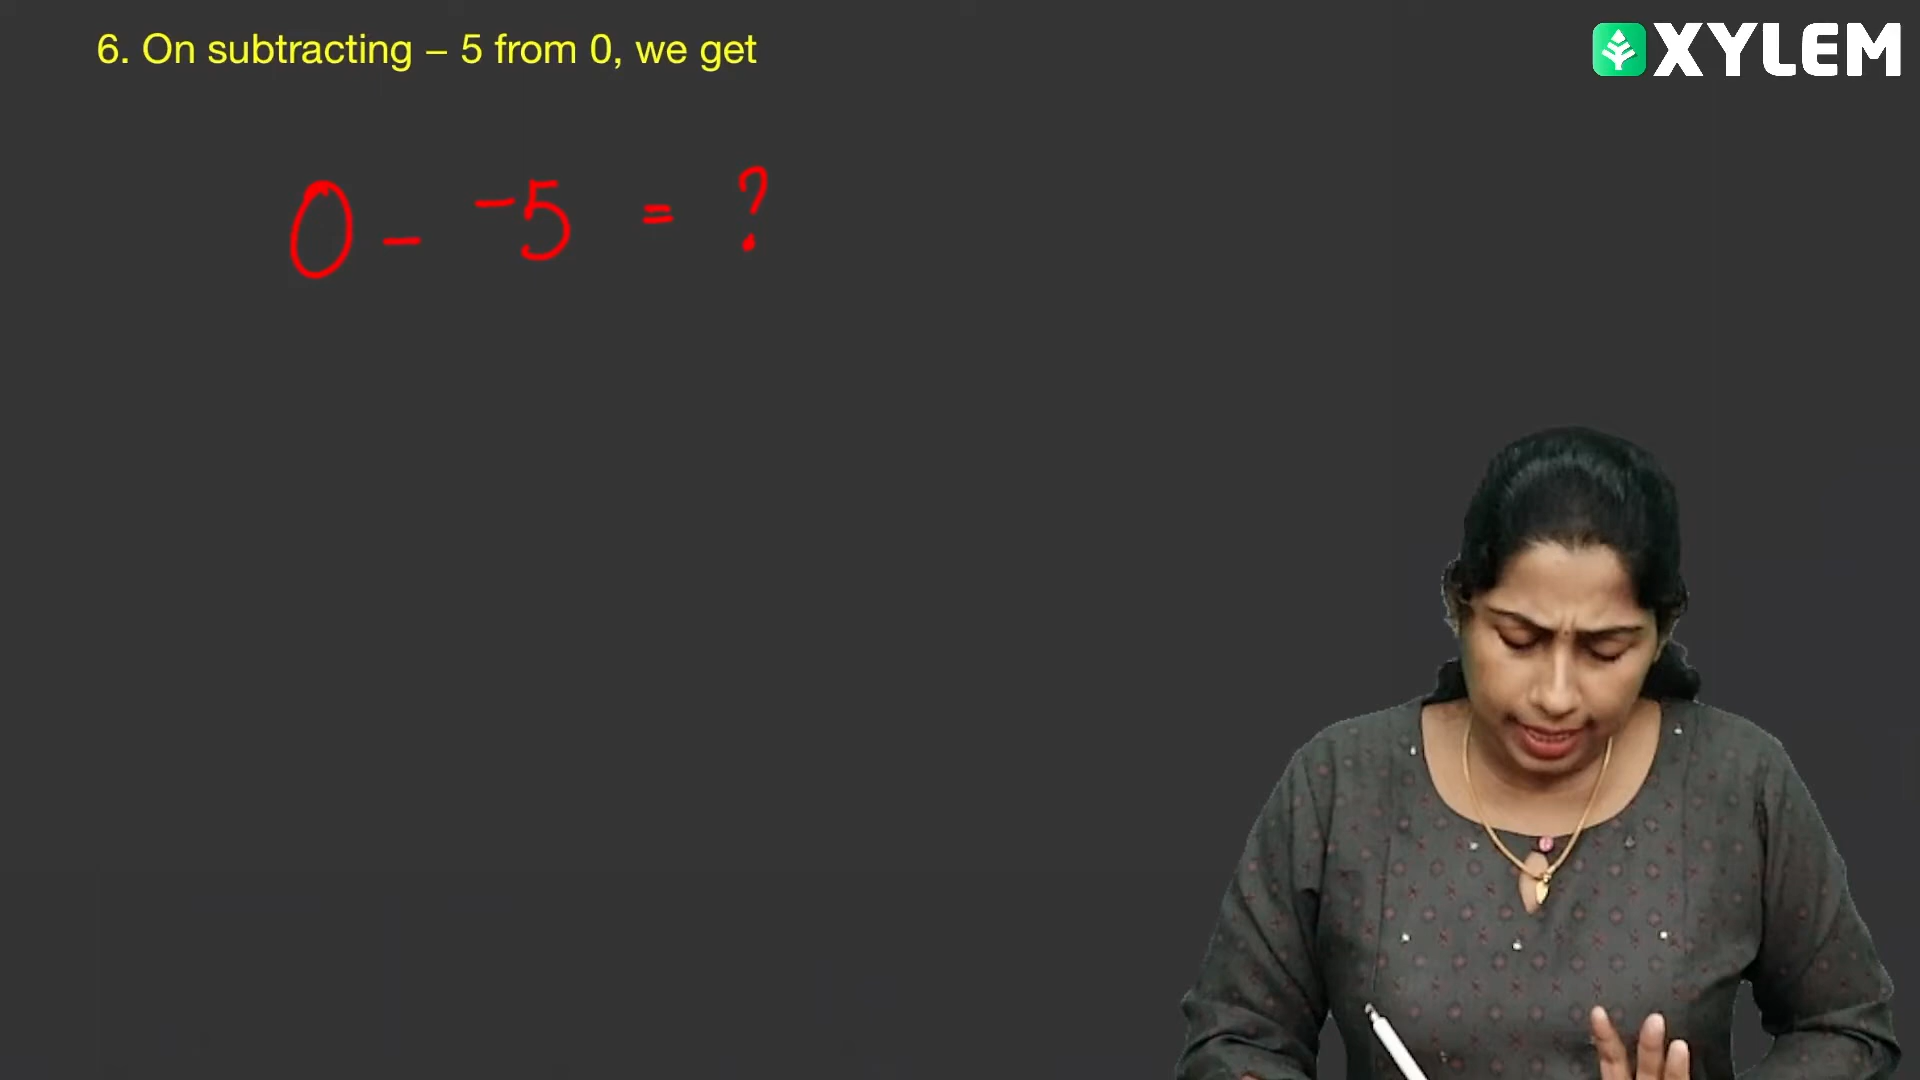 6. On subtracting – 5 from 0, we get
XYLEM
0 - -5 = ?